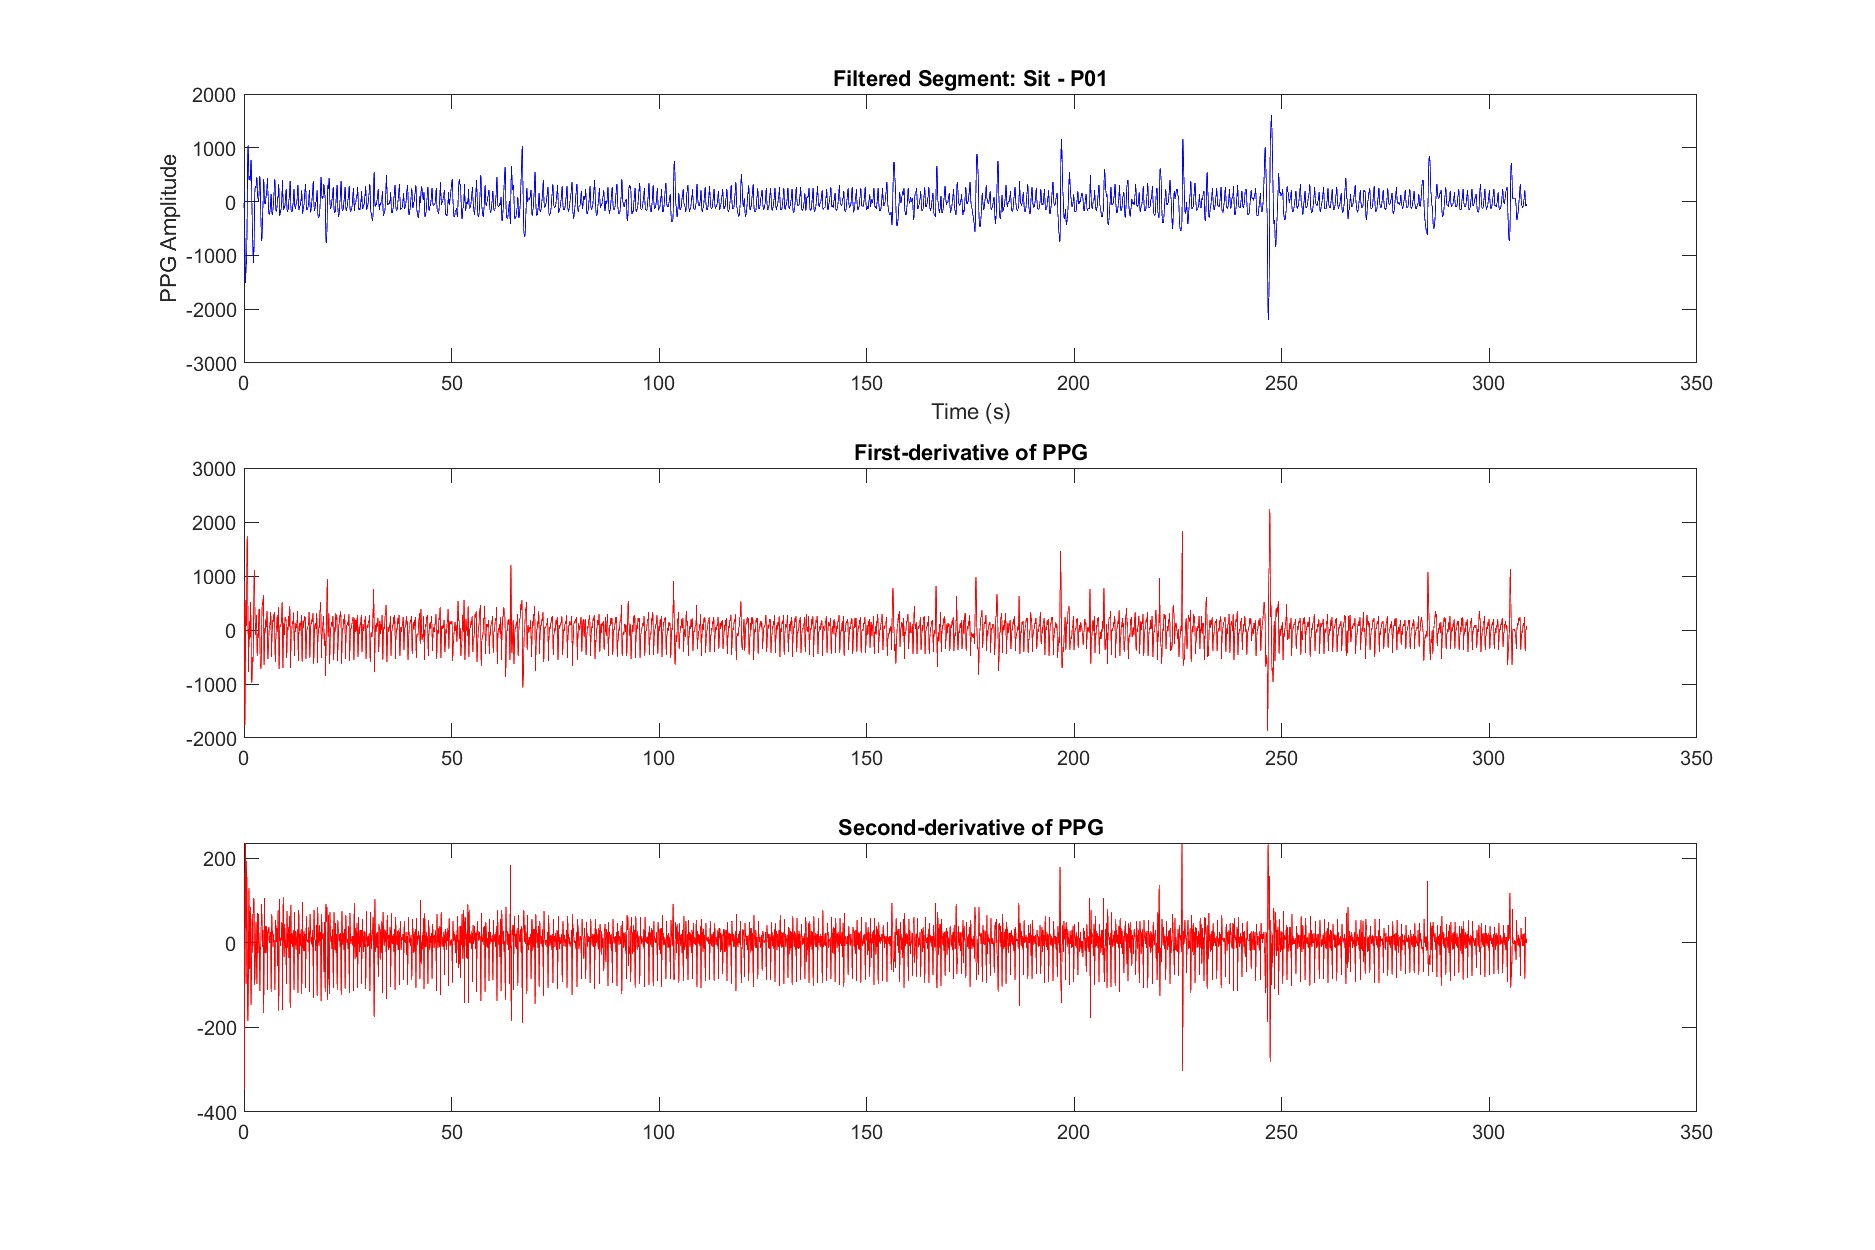 Filtered Segment: Sit - P01
2000
1000
0
-1000
-2000
-3000
PPG Amplitude
0 50 100 150 200 250 300 350
Time (s)
First-derivative of PPG
3000
2000
1000
0
-1000
-2000
0 50 100 150 200 250 300 350
Second-derivative of PPG
200
0
-200
-400
0 50 100 150 200 250 300 350